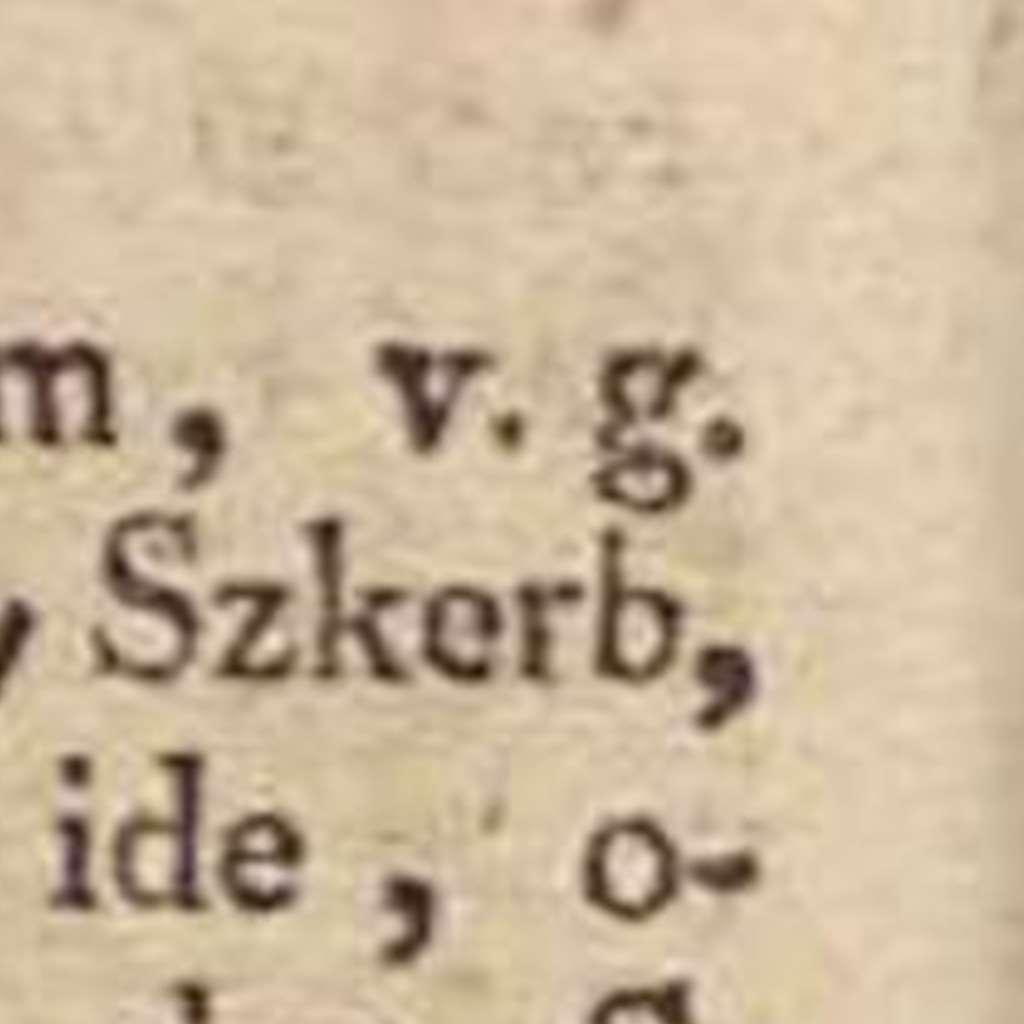 m, v. g.
y Szkerb,
ide, o-